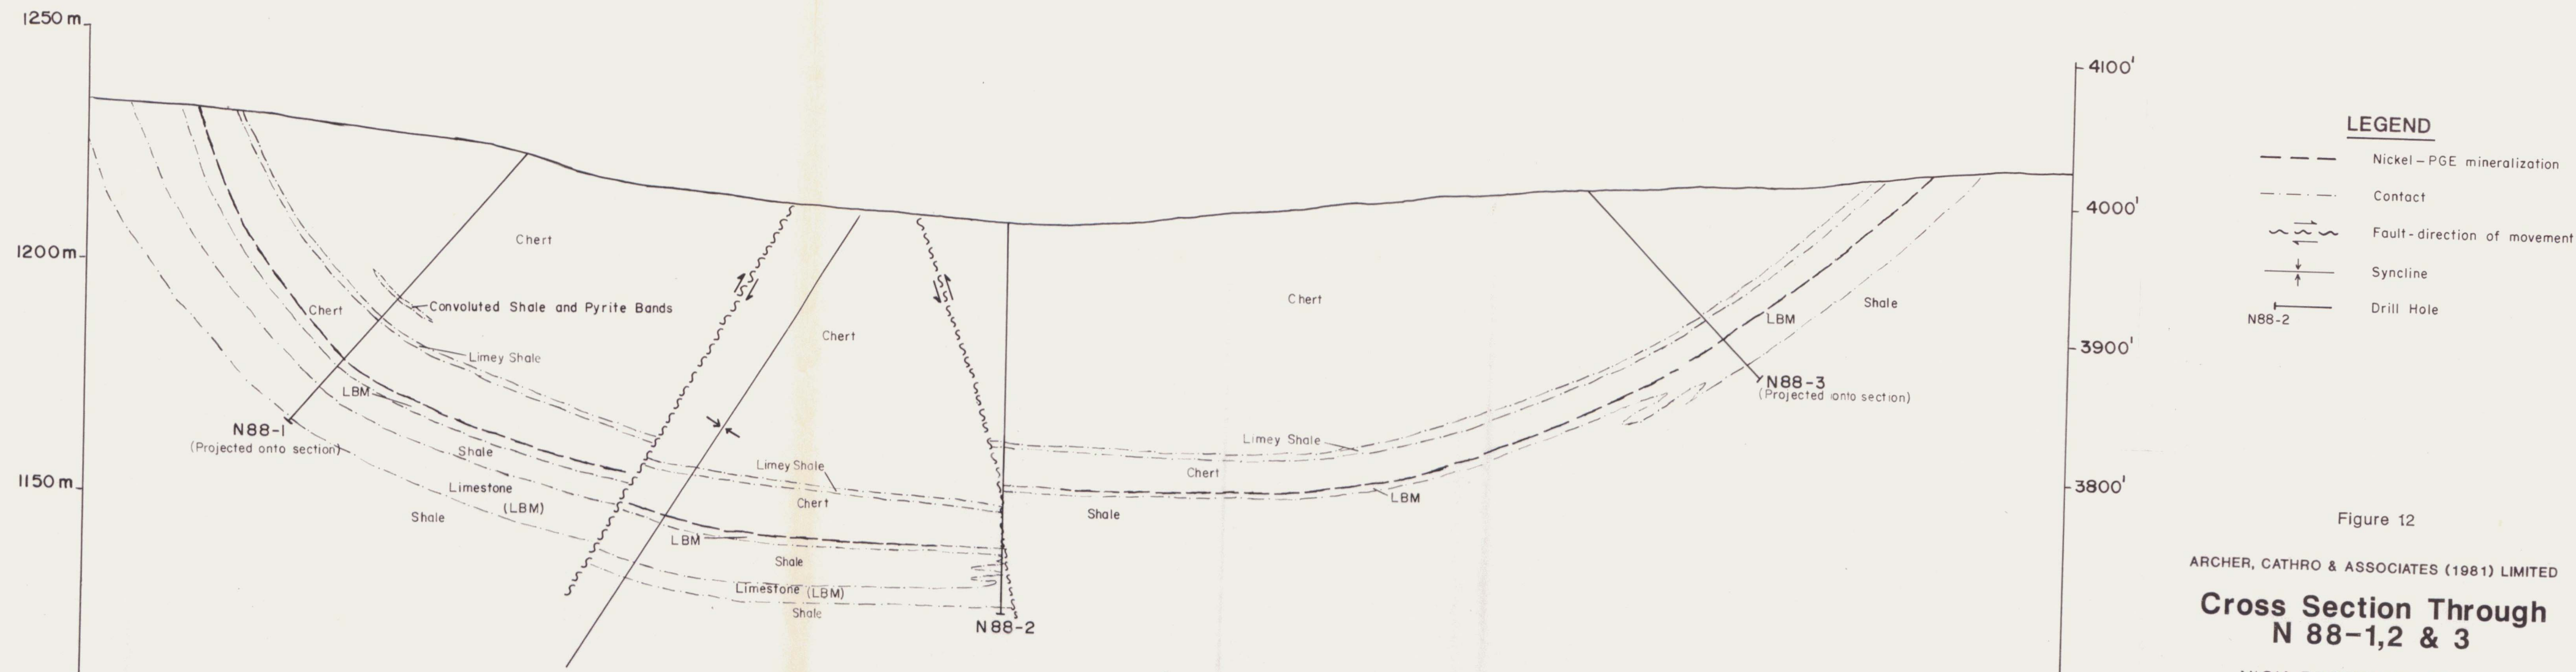 1250 m
1200m
1150 m
Chert
Chert
Convoluted Shale and Pyrite Bands
Limey Shale
LBM
N88-1
(Projected onto section)
Shale
Limestone
(LBM)
Shale
Chert
Limey Shale
Chert
LBM
Shale
Limestone (LBM)
Shale
N88-2
Chert
Limey Shale
Chert
LBM
Shale
LBM
Shale
N88-3
(Projected onto section)
4100'
4000'
3900'
3800'
LEGEND
Nickel-PGE mineralization
Contact
Fault-direction of movement
Syncline
N88-2
Drill Hole
Figure 12
ARCHER, CATHRO & ASSOCIATES (1981) LIMITED
Cross Section Through
N 88-1,2 & 3